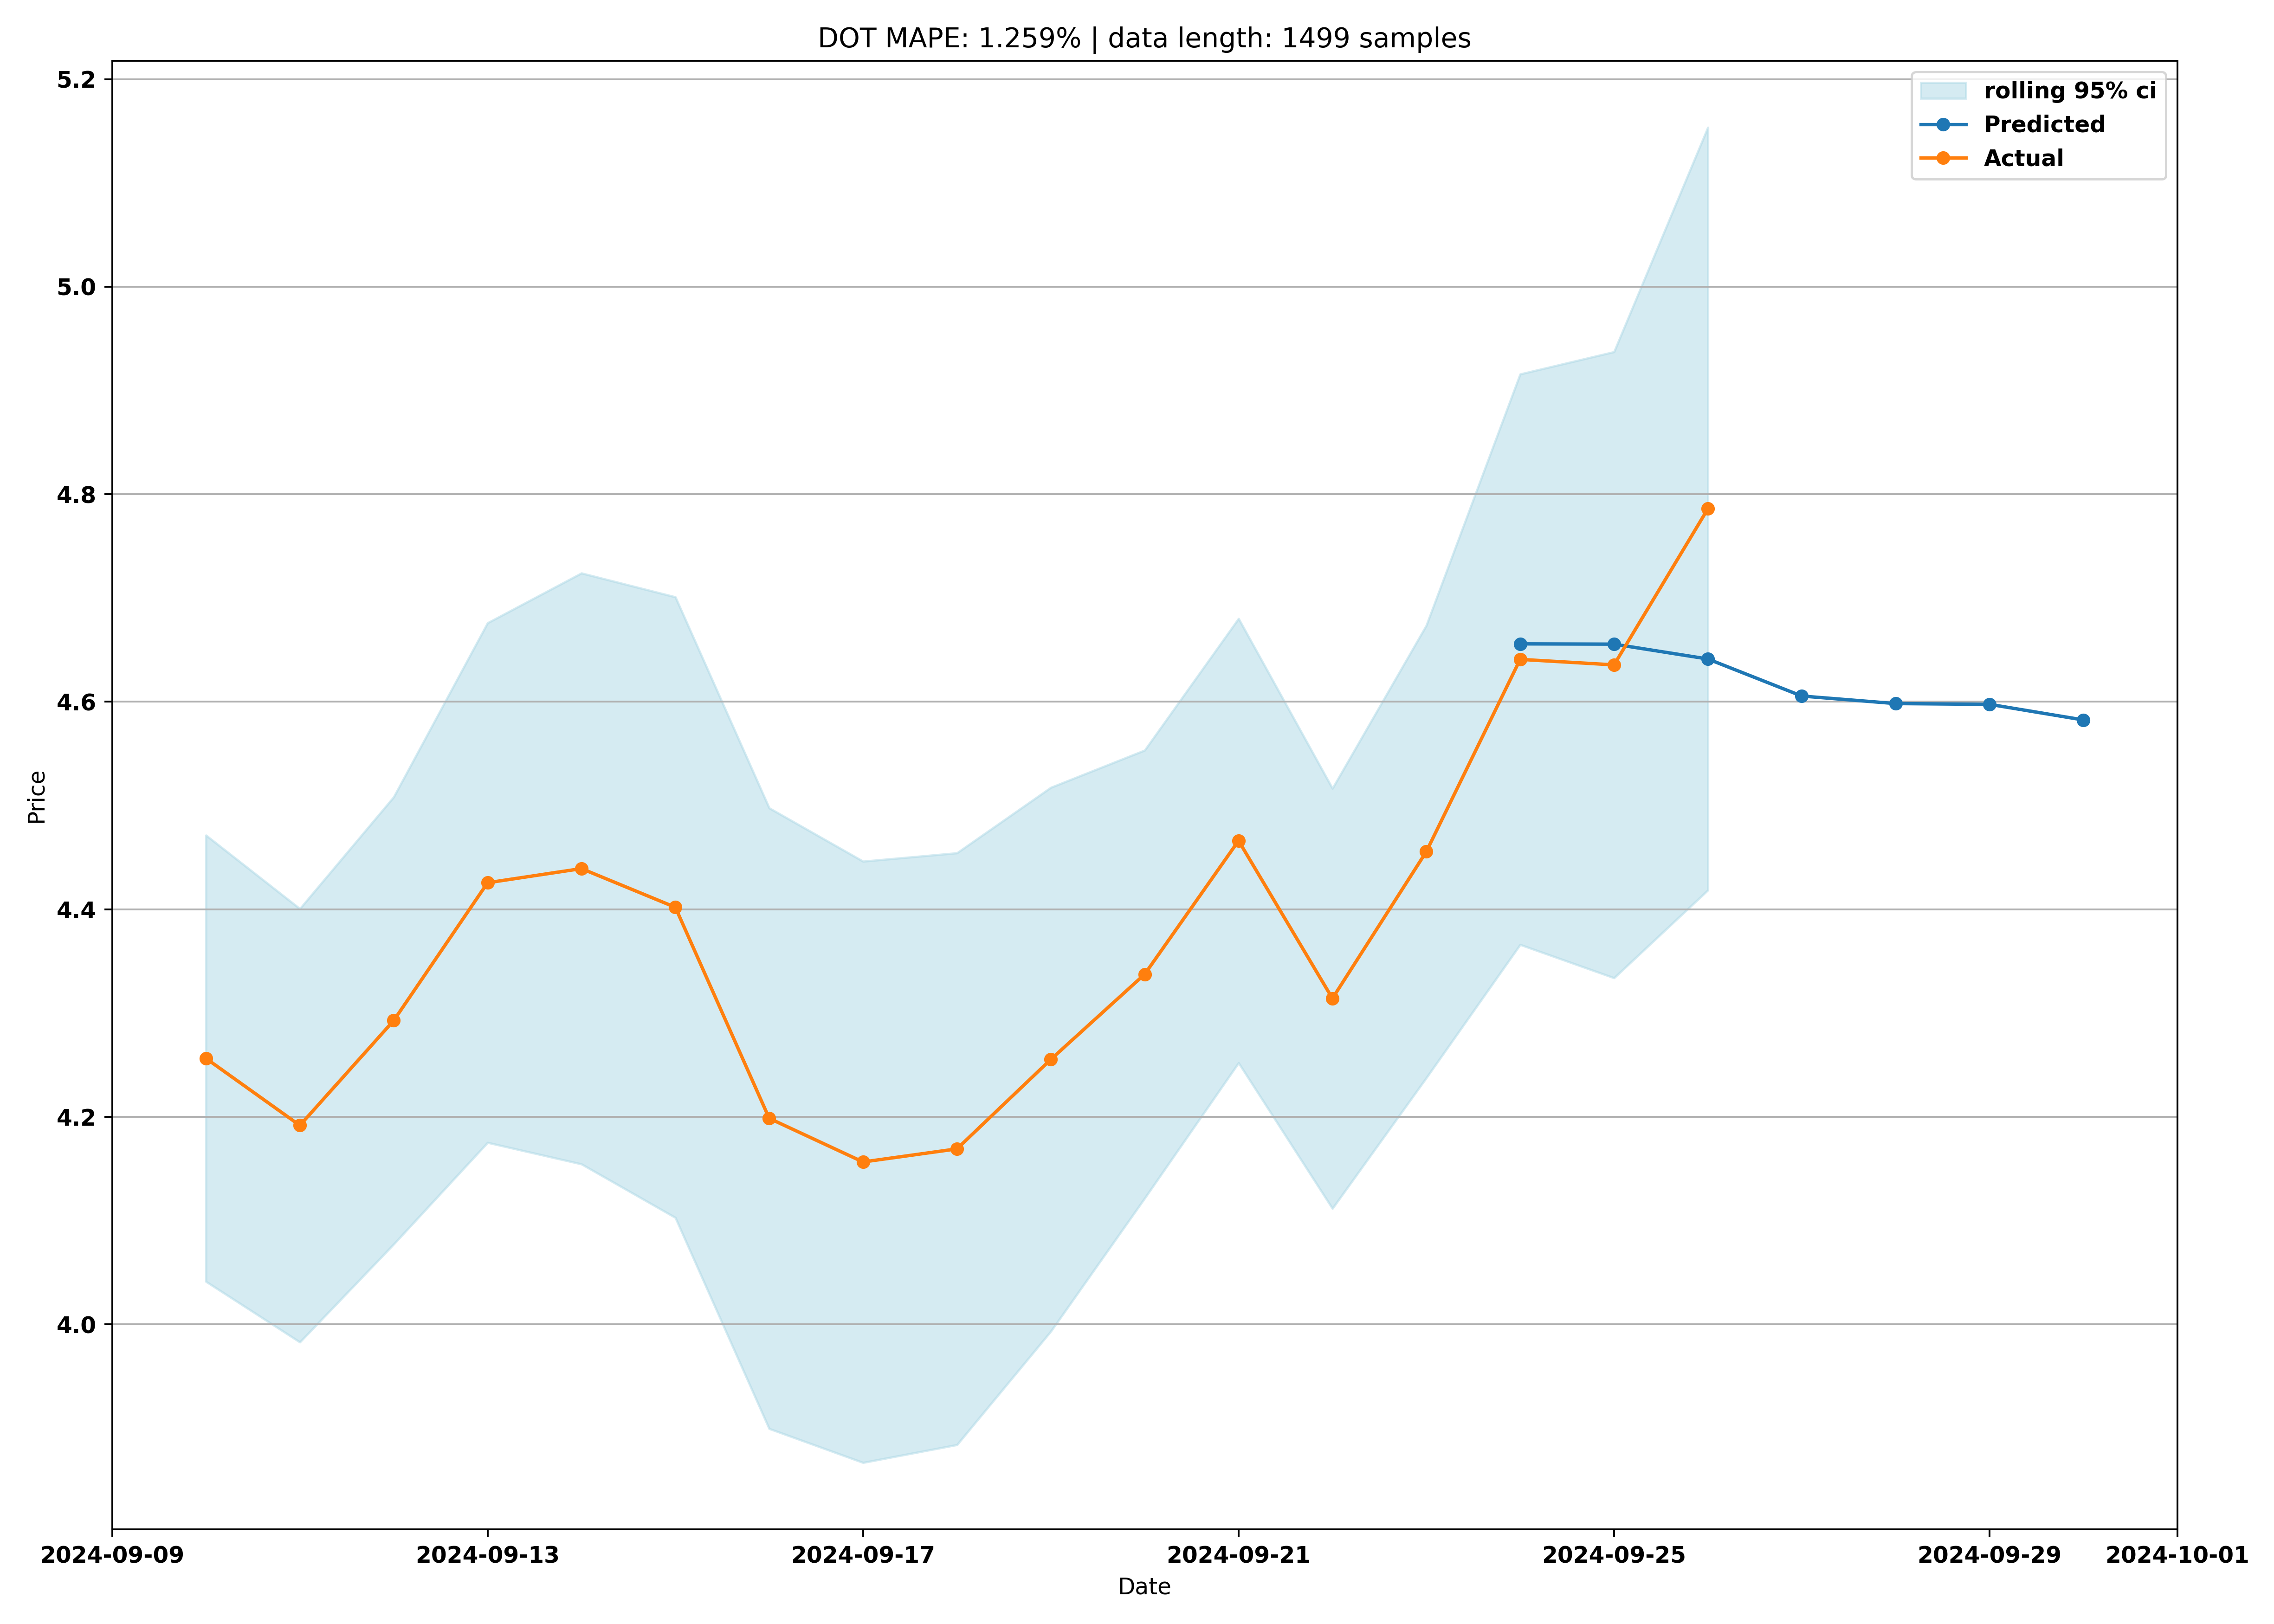 DOT MAPE: 1.259% | data length: 1499 samples
rolling 95% ci
Predicted
Actual
5.2
5.0
4.8
4.6
4.4
4.2
4.0
Price
2024-09-09 2024-09-13 2024-09-17 2024-09-21 2024-09-25 2024-09-29 2024-10-01
Date